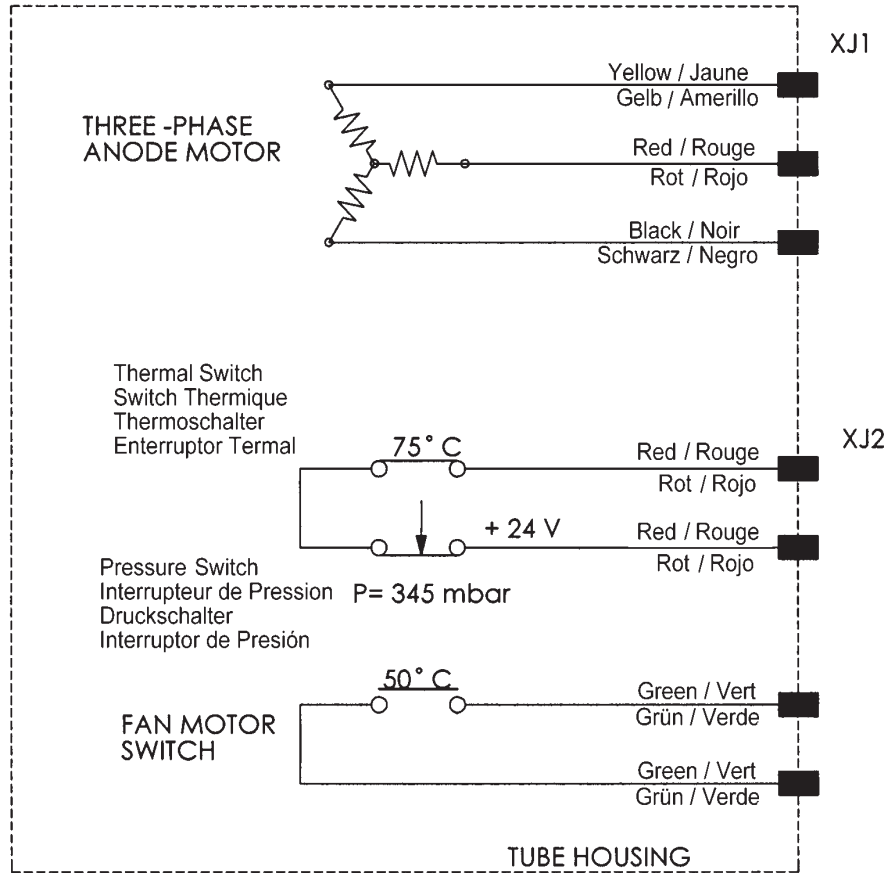 XJ1
Yellow / Jaune
Gelb / Amerillo
THREE -PHASE
ANODE MOTOR
Red / Rouge
Rot / Rojo
Black / Noir
Schwarz / Negro
Thermal Switch
Switch Thermique
Thermoschalter
Enterruptor Termal
75° C
Red / Rouge
Rot / Rojo
XJ2
+ 24 V
Red / Rouge
Rot / Rojo
Pressure Switch
Interrupteur de Pression
Druckschalter
Interruptor de Presión
P= 345 mbar
50° C
Green / Vert
Grün / Verde
FAN MOTOR
SWITCH
Green / Vert
Grün / Verde
TUBE HOUSING